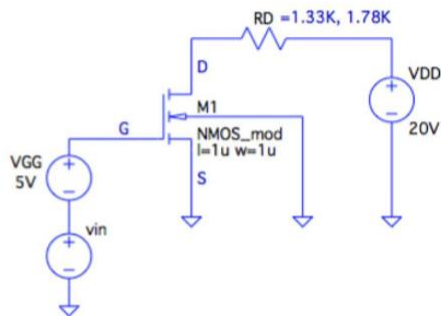 RD =1.33K, 1.78K
D
VDD
M1
G
NMOS_mod
20V
l=1u w=1u
VGG
5V
S
vin